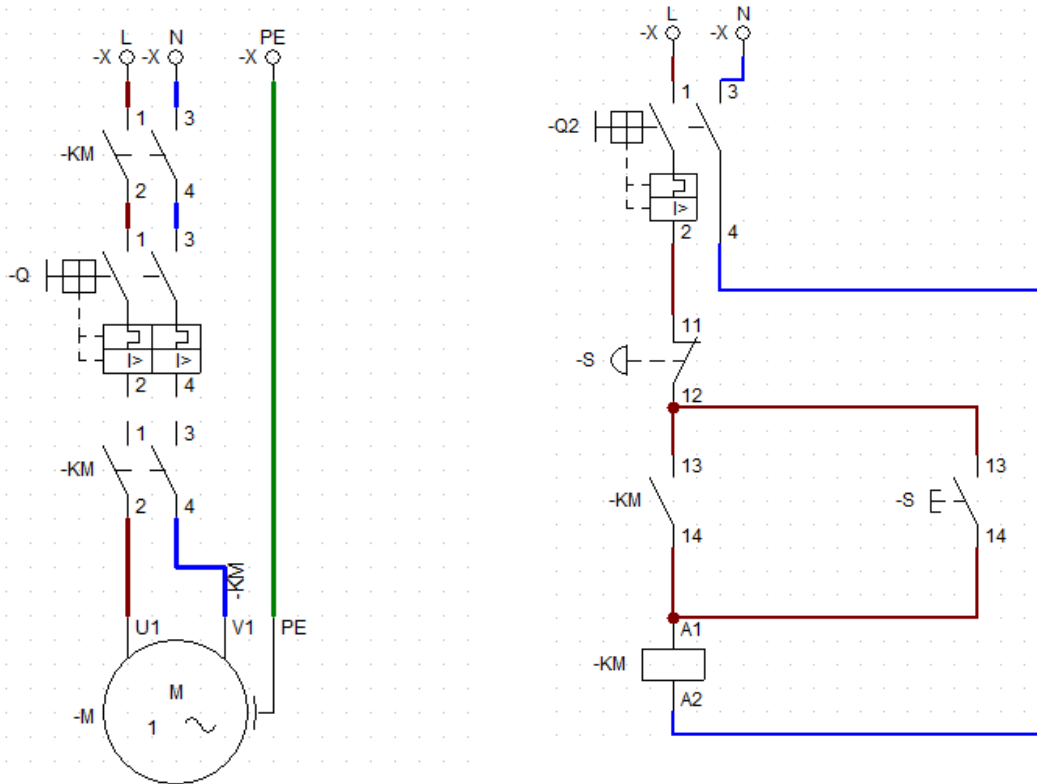 L N PE
-X -X -X
1 3
-KM
2 4
1 3
-Q
I> I>
2 4
1 3
-KM
2 4
-KM
U1 V1 PE
M
-M
1
L N
-X -X
1 3
-Q2
I>
2 4
11
-S
12
13 13
-KM -S
14 14
A1
-KM
A2